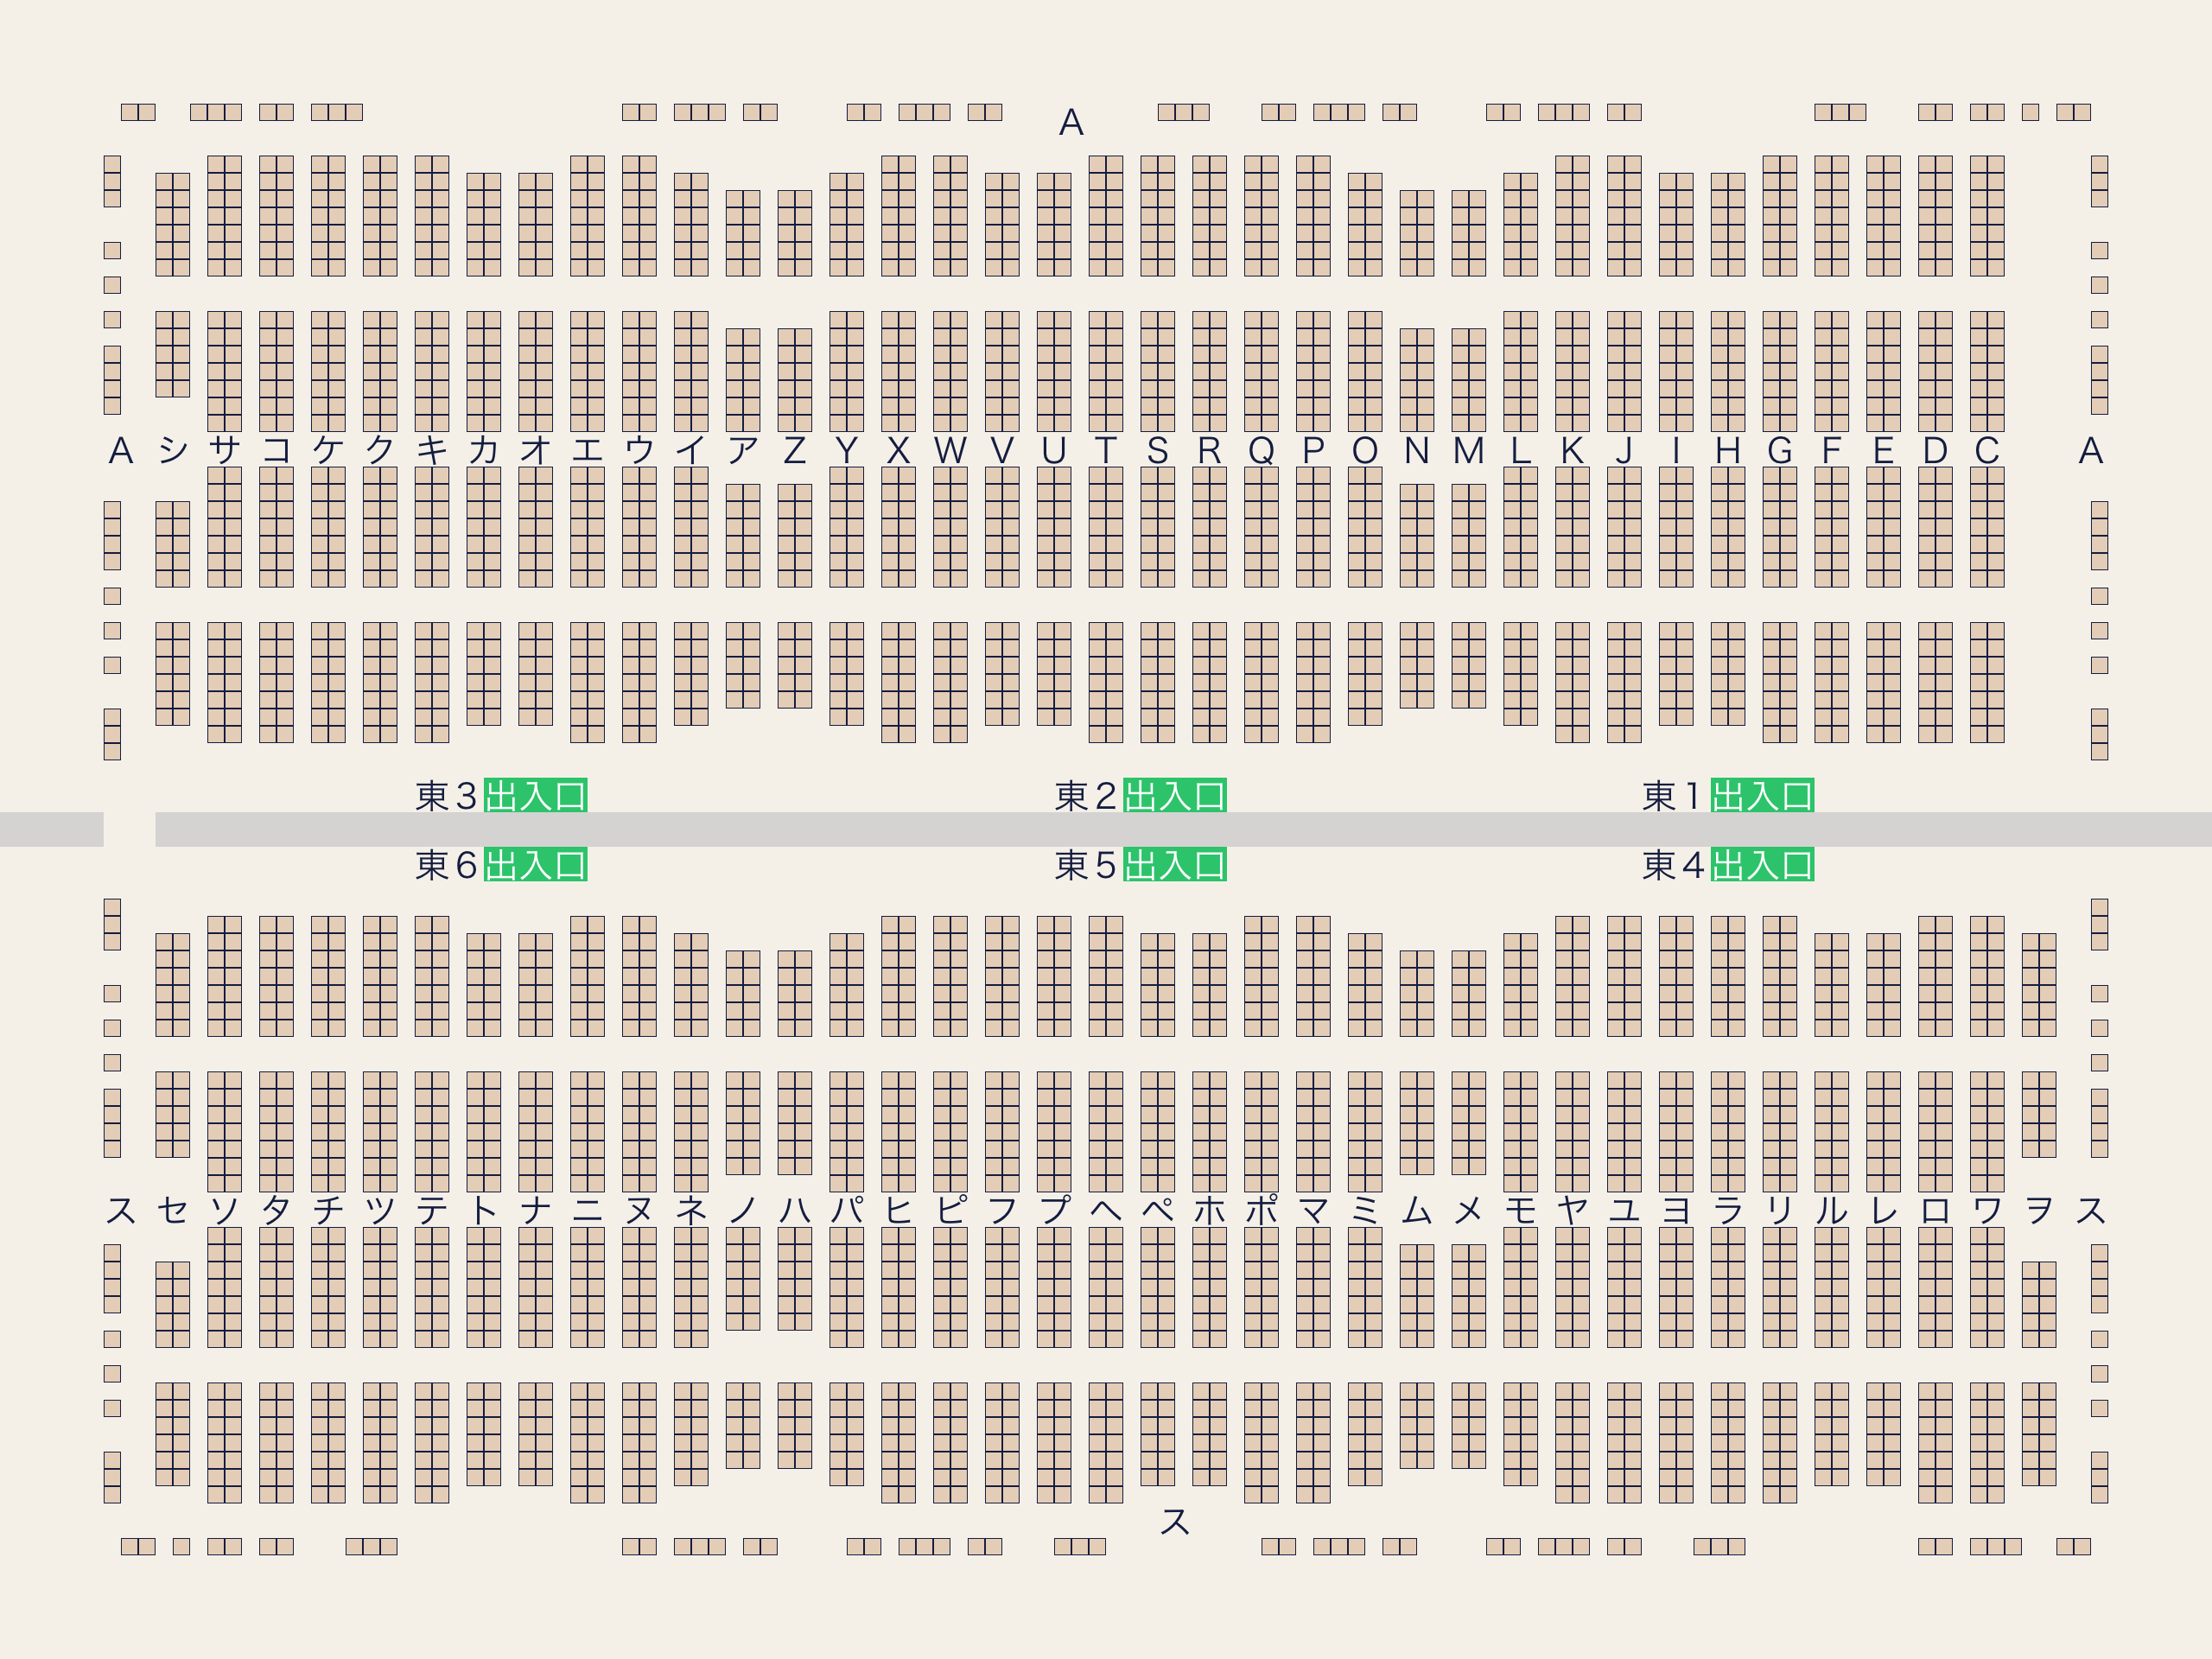 A
A シ サ コ ケ ク キ カ オ エ ウ イ ア Z Y X W V U T S R Q P O N M L K J I H G F E D C A
東3 出入口 東2 出入口 東1 出入口
東6 出入口 東5 出入口 東4 出入口
ス セ ソ タ チ ツ テ ト ナ ニ ヌ ネ ノ ハ パ ヒ ピ フ プ ヘ ペ ホ ポ マ ミ ム メ モ ヤ ユ ヨ ラ リ ル レ ロ ワ ヲ ス
ス